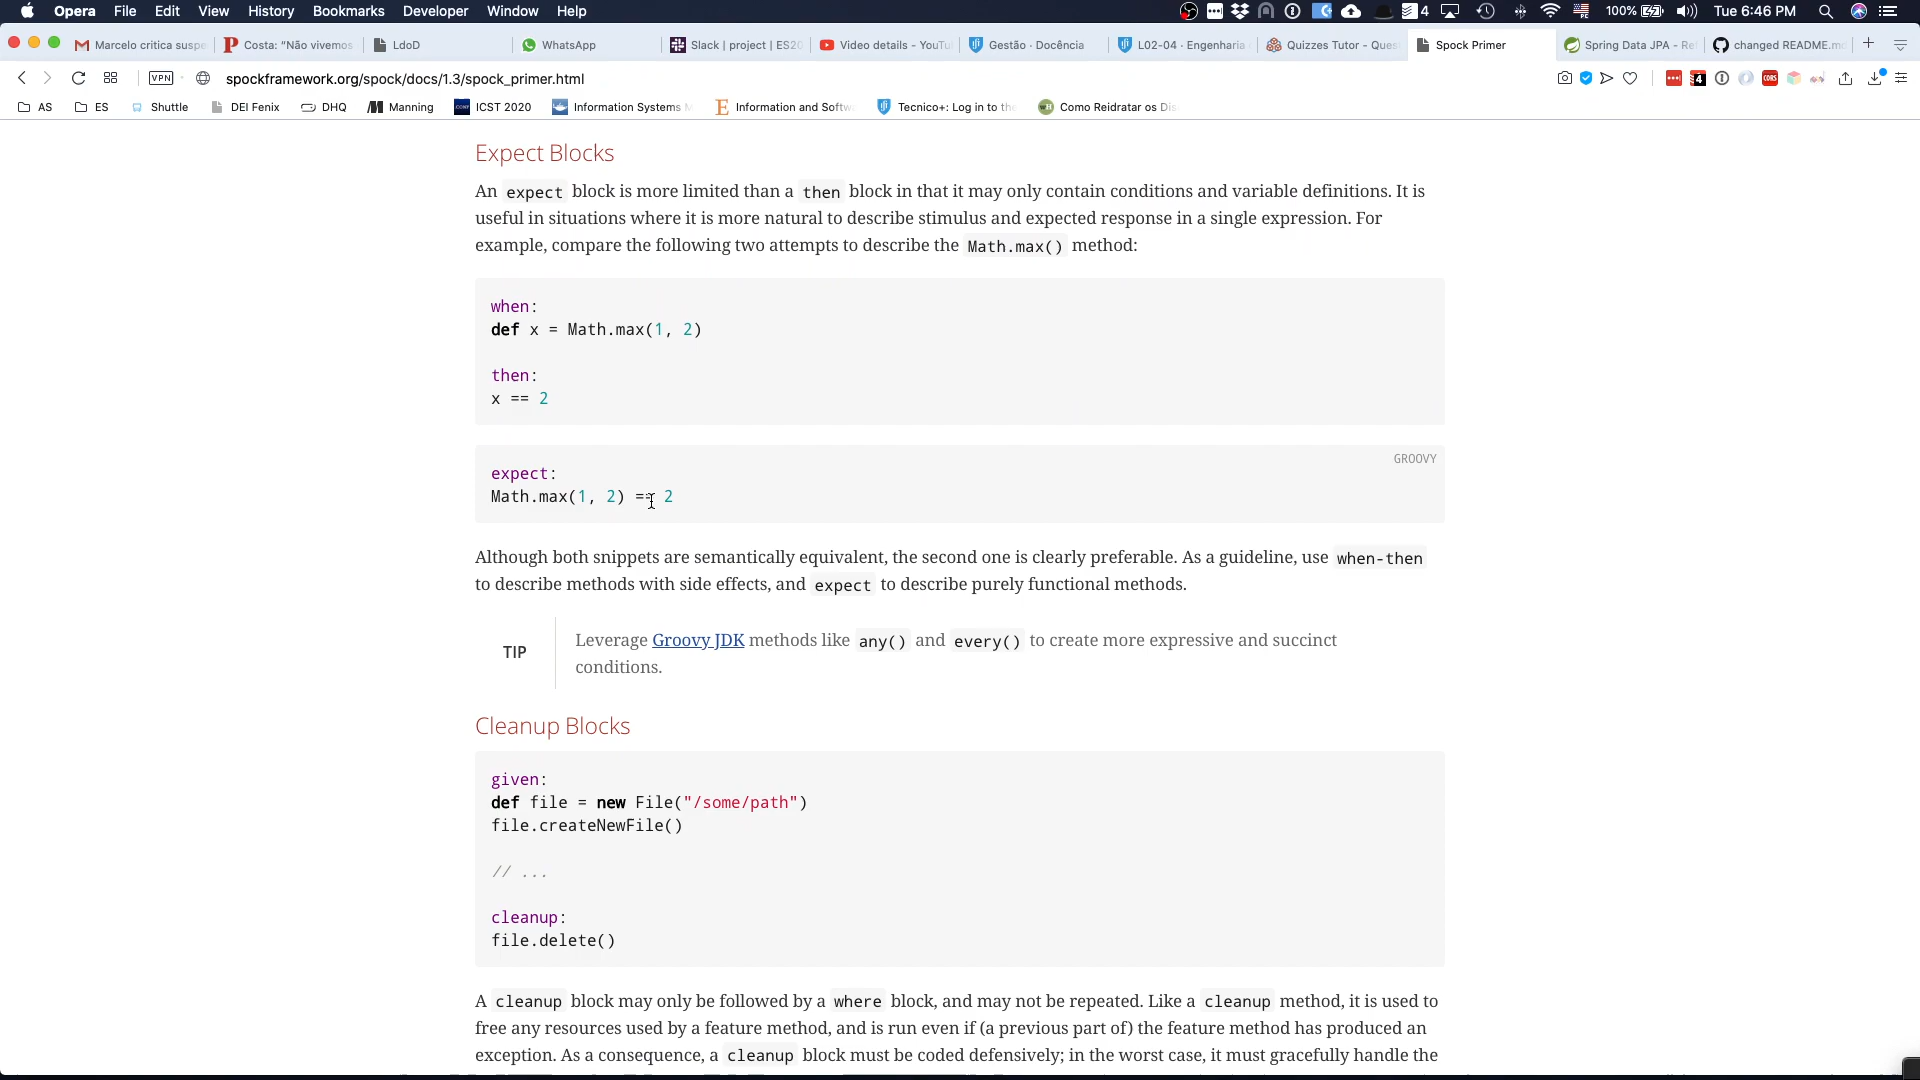 Opera File Edit View History Bookmarks Developer Window Help 4 100% Tue 6:46 PM
Marcelo critica suspe Costa: "Não vivemos LdoD WhatsApp Slack | project | ES20 Video details - YouTu Gestão · Docência L02-04 · Engenharia Quizzes Tutor - Ques Spock Primer Spring Data JPA - Re changed README.m
VPN spockframework.org/spock/docs/1.3/spock_primer.html
AS ES Shuttle DEI Fenix DHQ Manning ICST 2020 Information Systems Information and Softw Tecnico+: Log in to the Como Reidratar os Dis
Expect Blocks
An expect block is more limited than a then block in that it may only contain conditions and variable definitions. It is
useful in situations where it is more natural to describe stimulus and expected response in a single expression. For
example, compare the following two attempts to describe the Math.max() method:
when:
def x = Math.max(1, 2)
then:
x == 2
GROOVY
expect:
Math.max(1, 2) == 2
Although both snippets are semantically equivalent, the second one is clearly preferable. As a guideline, use when-then
to describe methods with side effects, and expect to describe purely functional methods.
TIP
Leverage Groovy JDK methods like any() and every() to create more expressive and succinct
conditions.
Cleanup Blocks
given:
def file = new File("/some/path")
file.createNewFile()
// ...
cleanup:
file.delete()
A cleanup block may only be followed by a where block, and may not be repeated. Like a cleanup method, it is used to
free any resources used by a feature method, and is run even if (a previous part of) the feature method has produced an
exception. As a consequence, a cleanup block must be coded defensively; in the worst case, it must gracefully handle the